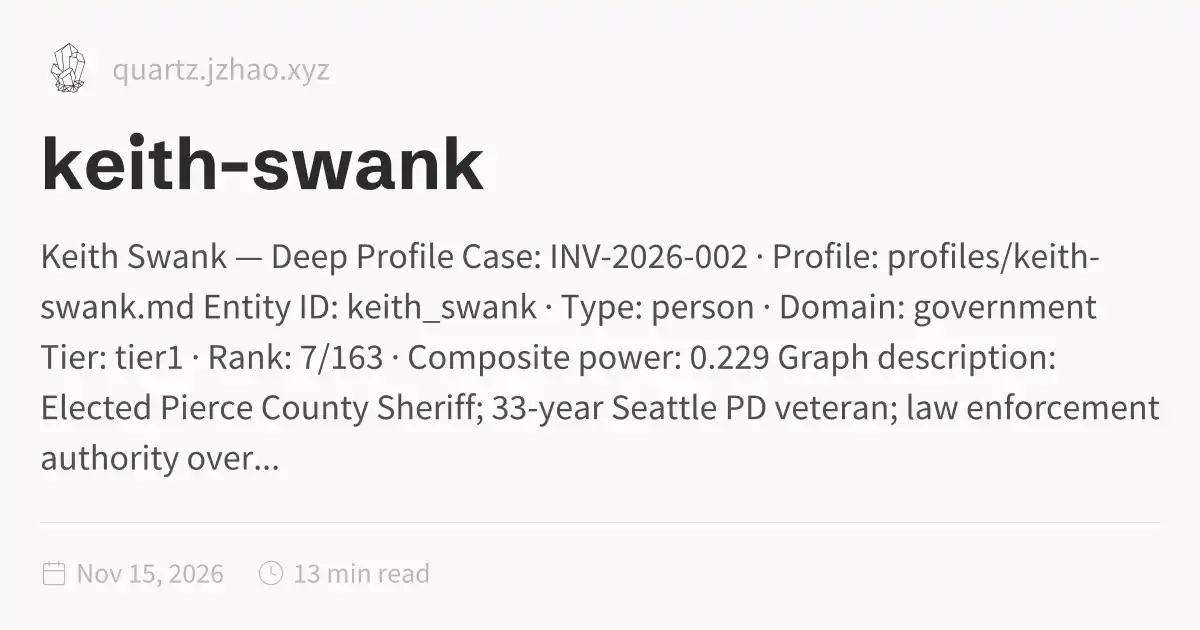 quartz.jzhao.xyz
keith-swank
Keith Swank — Deep Profile Case: INV-2026-002 · Profile: profiles/keith-
swank.md Entity ID: keith_swank · Type: person · Domain: government
Tier: tier1 · Rank: 7/163 · Composite power: 0.229 Graph description:
Elected Pierce County Sheriff; 33-year Seattle PD veteran; law enforcement
authority over...
Nov 15, 2026 13 min read